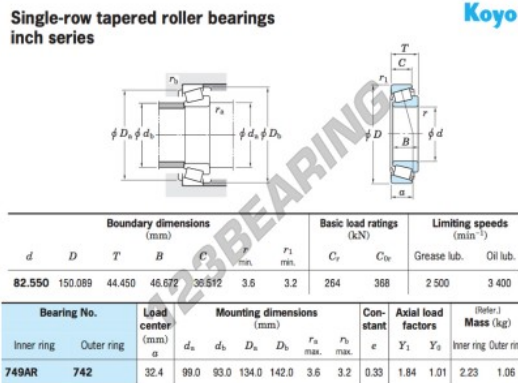 Single-row tapered roller bearings
inch series
Koyo
T
C
r1
rb
ra
r
φ Da φ db
φ da φ Db
φ D
B
φ d
a
123BEARING
Boundary dimensions
(mm)
Basic load ratings
(kN)
Limiting speeds
(min⁻¹)
d D T B C r min. r1 min. Cr C0r Grease lub. Oil lub.
82.550 150.089 44.450 46.672 36.512 3.6 3.2 264 368 2 500 3 400
Bearing No.
Load center (mm) a
Mounting dimensions
(mm)
Con-stant e
Axial load factors
(Refer.)
Mass (kg)
Inner ring Outer ring da db Da Db ra max. rb max. Y1 Y0 Inner ring Outer rin
749AR 742 32.4 99.0 93.0 134.0 142.0 3.6 3.2 0.33 1.84 1.01 2.23 1.06